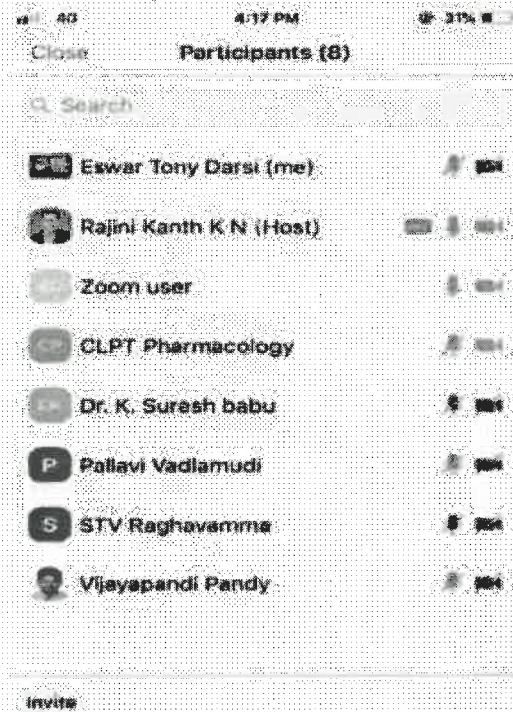 4G 4:17 PM 31%
Close Participants (8)
Search
Eswar Tony Darsi (me)
Rajini Kanth K N (Host)
Zoom user
CLPT Pharmacology
Dr. K. Suresh babu
P Pallavi Vadlamudi
S STV Raghavamma
Vijayapandi Pandy
Invite